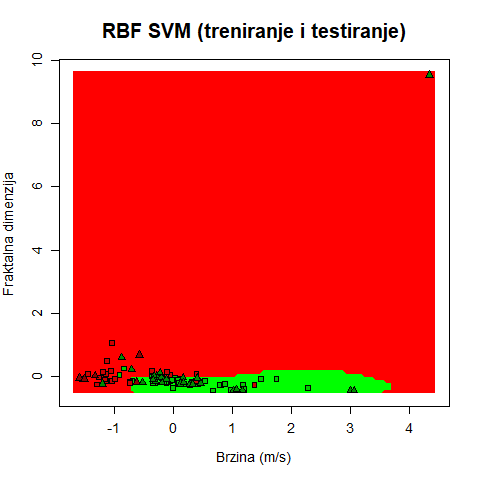 RBF SVM (treniranje i testiranje)
Fraktalna dimenzija
10
8
6
4
2
0
-1 0 1 2 3 4
Brzina (m/s)